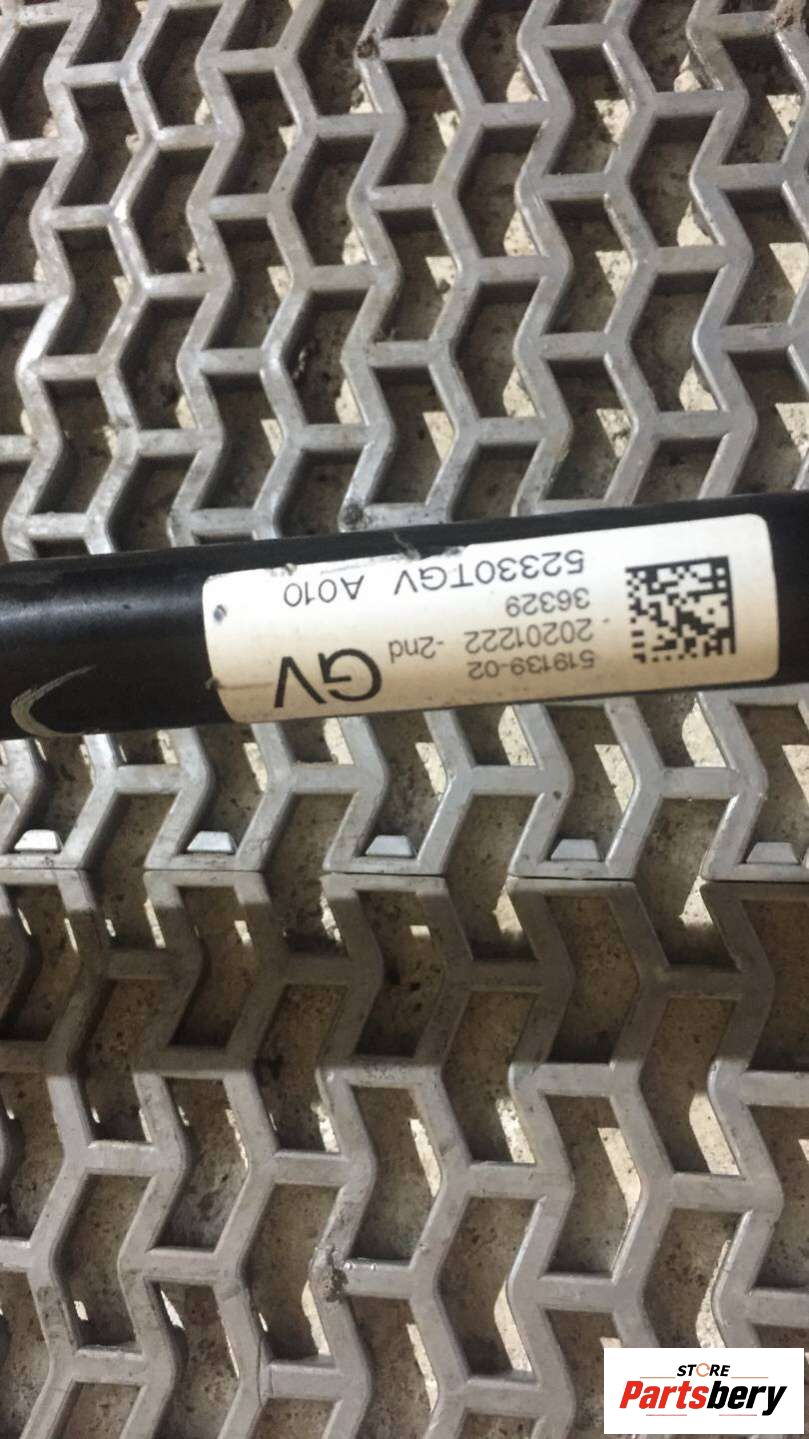 519139-02
20201222 -2nd
36329
GV
52330TGV A010
STORE
Partsbery